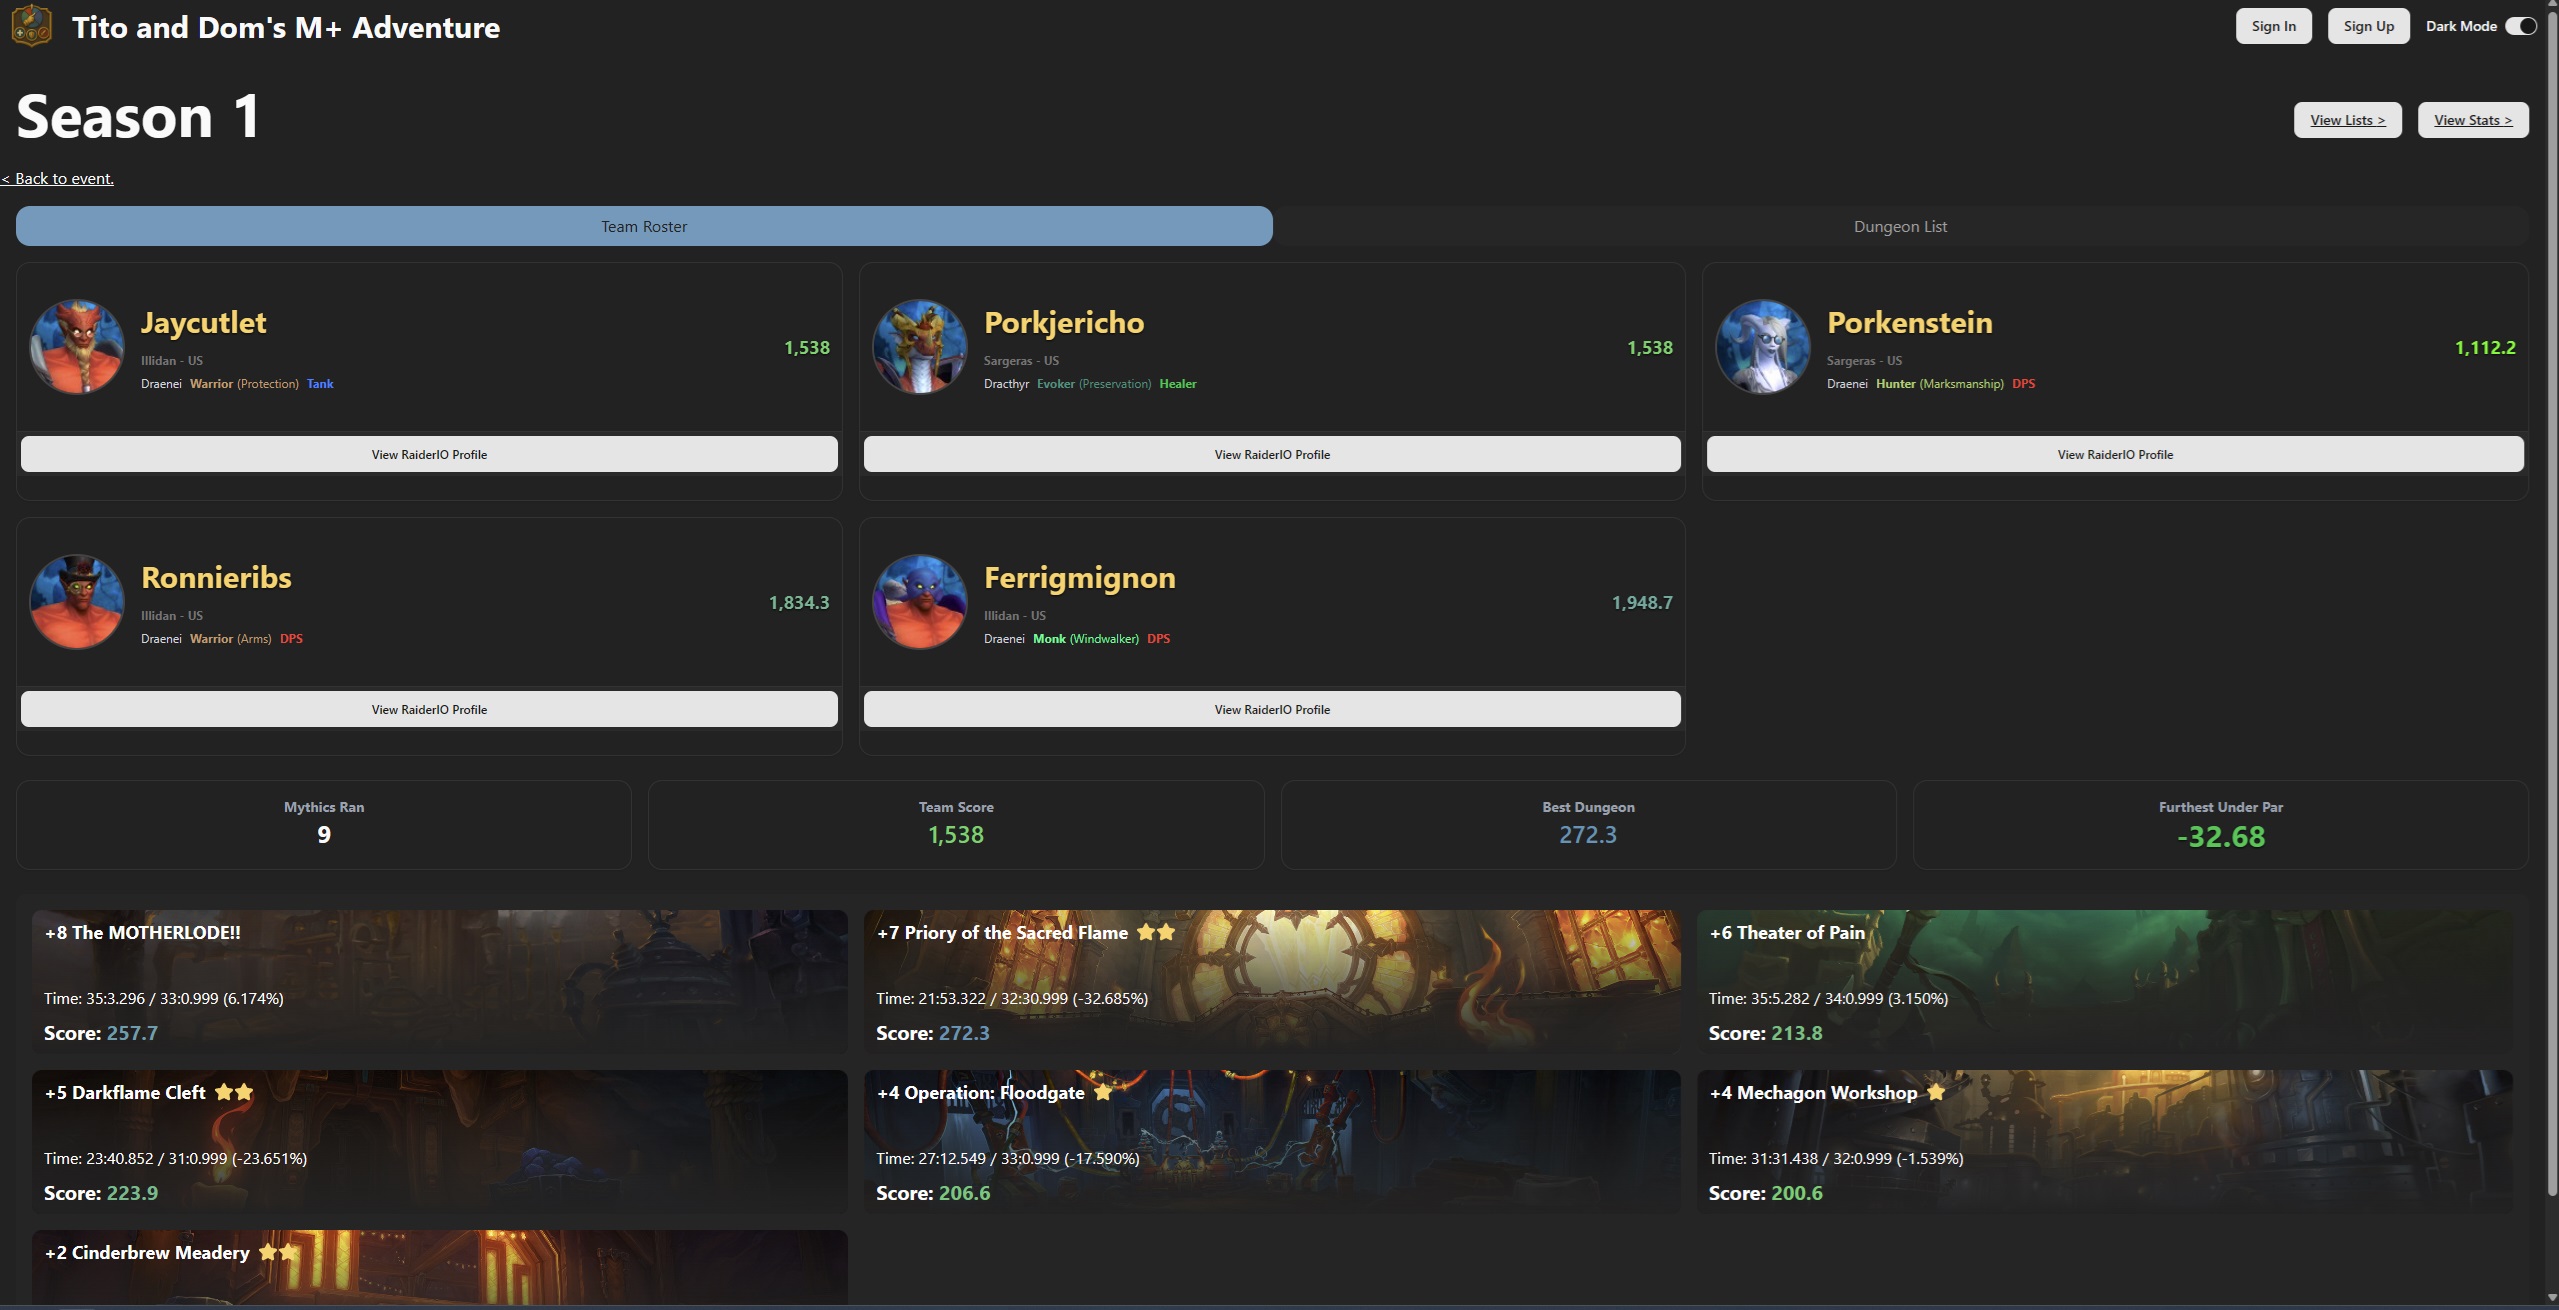 Tito and Dom's M+ Adventure
Sign In
Sign Up
Dark Mode
Season 1
View Lists >
View Stats >
< Back to event.
Team Roster
Dungeon List
Jaycutlet
Illidan - US
Draenei Warrior (Protection) Tank
1,538
View RaiderIO Profile
Porkjericho
Sargeras - US
Dracthyr Evoker (Preservation) Healer
1,538
View RaiderIO Profile
Porkenstein
Sargeras - US
Draenei Hunter (Marksmanship) DPS
1,112.2
View RaiderIO Profile
Ronnieribs
Illidan - US
Draenei Warrior (Arms) DPS
1,834.3
View RaiderIO Profile
Ferrigmignon
Illidan - US
Draenei Monk (Windwalker) DPS
1,948.7
View RaiderIO Profile
Mythics Ran
9
Team Score
1,538
Best Dungeon
272.3
Furthest Under Par
-32.68
+8 The MOTHERLODE!!
Time: 35:3.296 / 33:0.999 (6.174%)
Score: 257.7
+7 Priory of the Sacred Flame
Time: 21:53.322 / 32:30.999 (-32.685%)
Score: 272.3
+6 Theater of Pain
Time: 35:5.282 / 34:0.999 (3.150%)
Score: 213.8
+5 Darkflame Cleft
Time: 23:40.852 / 31:0.999 (-23.651%)
Score: 223.9
+4 Operation: Floodgate
Time: 27:12.549 / 33:0.999 (-17.590%)
Score: 206.6
+4 Mechagon Workshop
Time: 31:31.438 / 32:0.999 (-1.539%)
Score: 200.6
+2 Cinderbrew Meadery